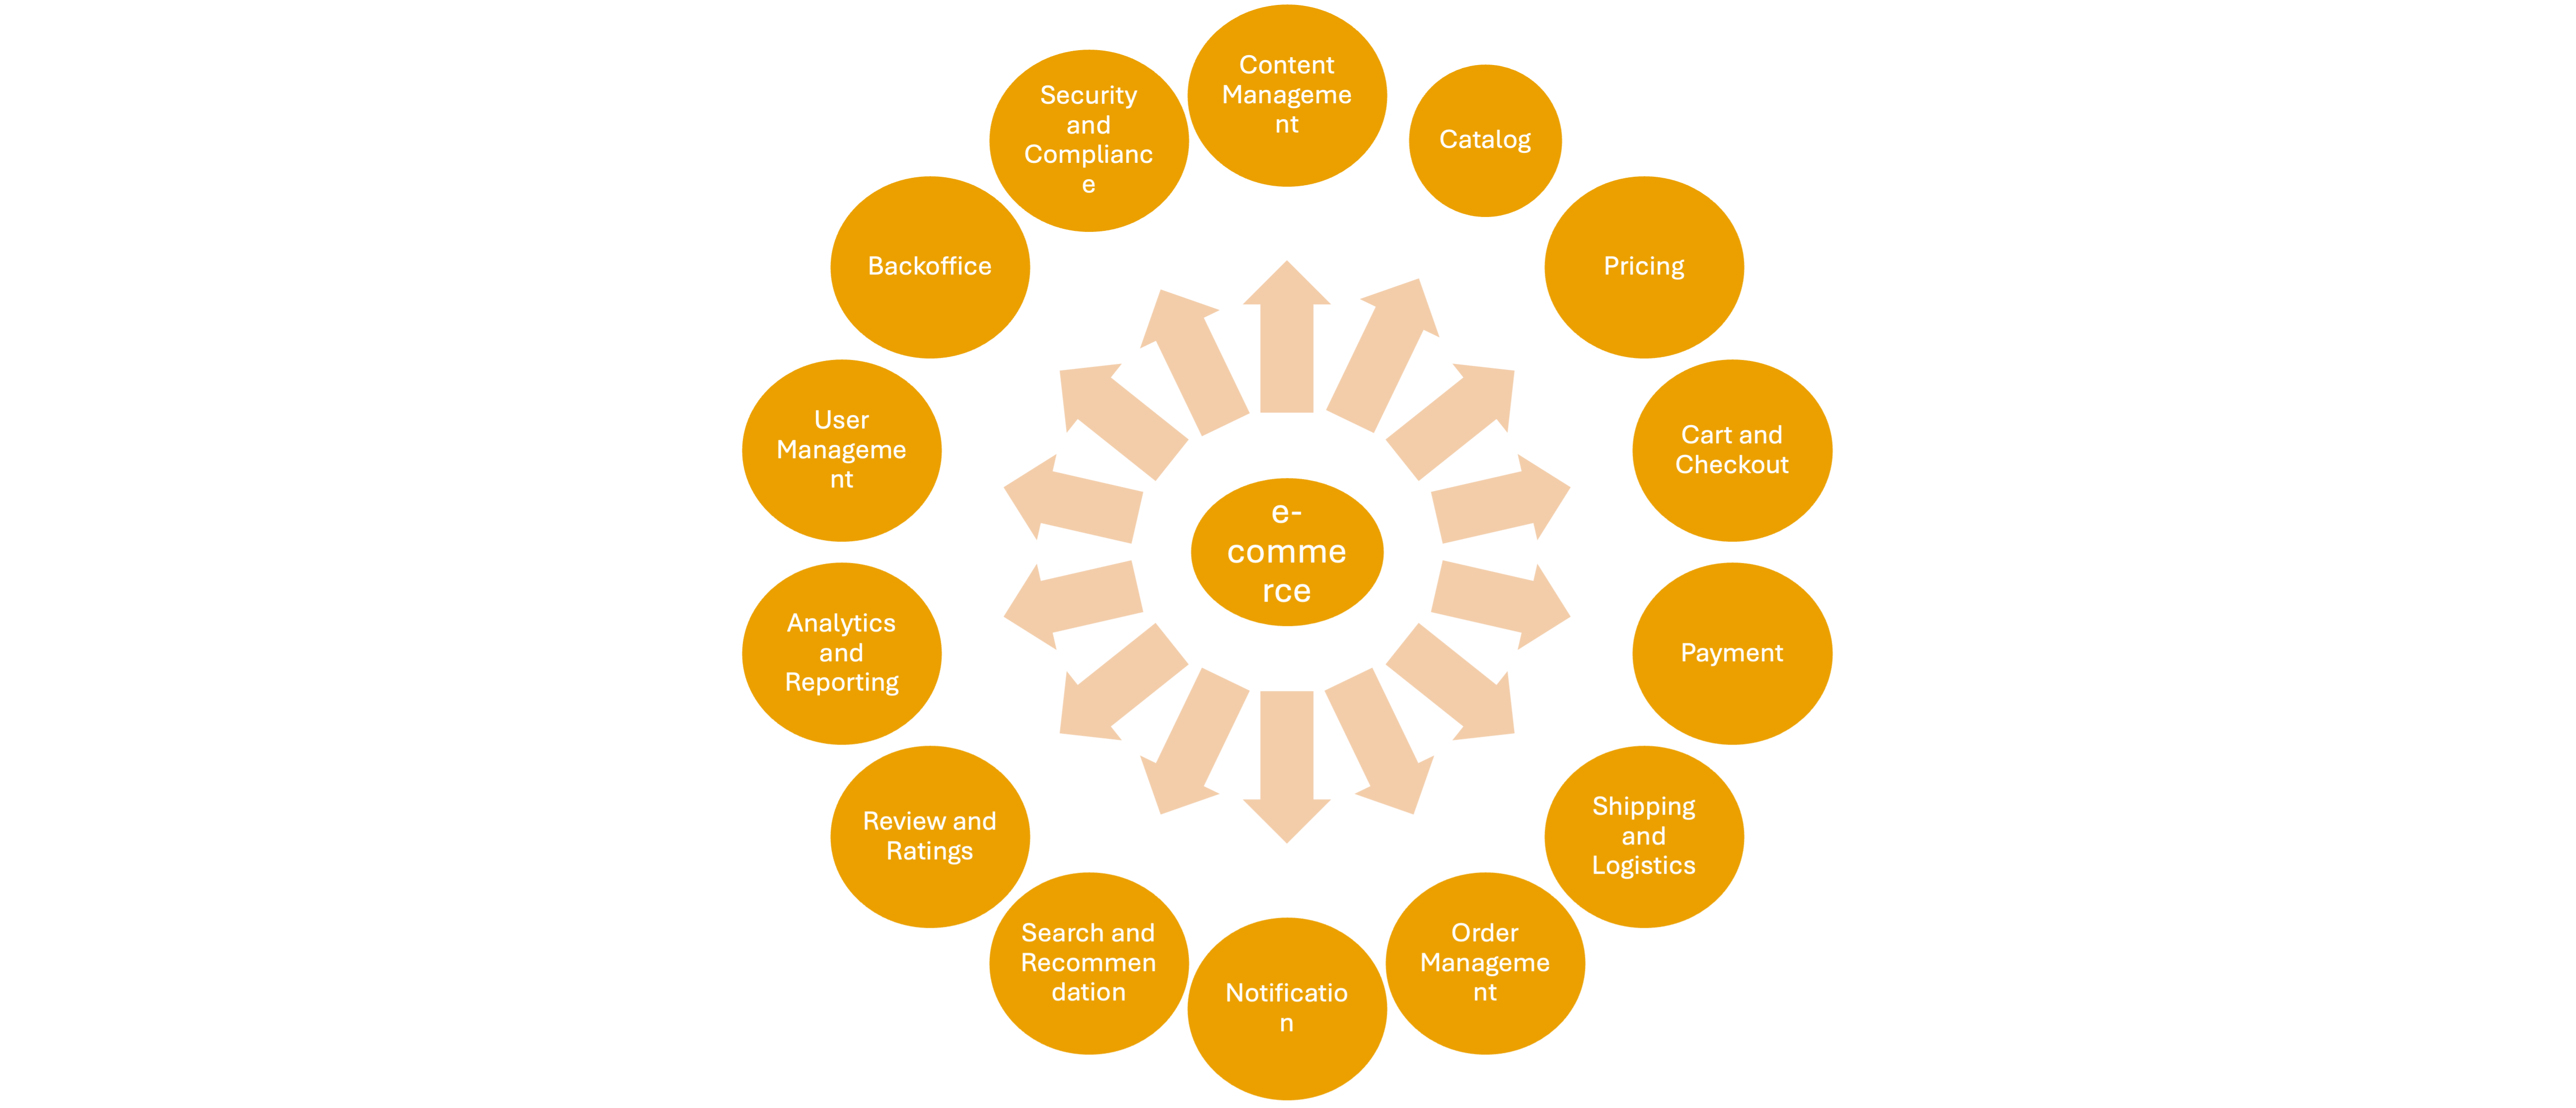 Content
Manageme
nt
Catalog
Pricing
Cart and
Checkout
Payment
Shipping
and
Logistics
Order
Manageme
nt
Notificatio
n
Search and
Recommen
dation
Review and
Ratings
Analytics
and
Reporting
User
Manageme
nt
Backoffice
Security
and
Complianc
e
e-
comme
rce